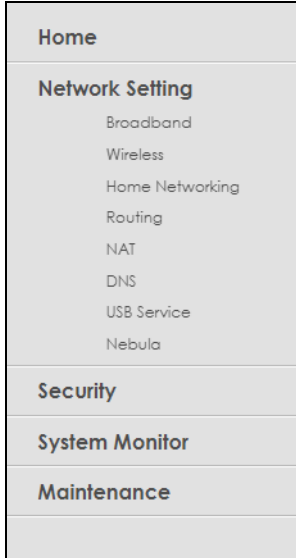 Home
Network Setting
Broadband
Wireless
Home Networking
Routing
NAT
DNS
USB Service
Nebula
Security
System Monitor
Maintenance